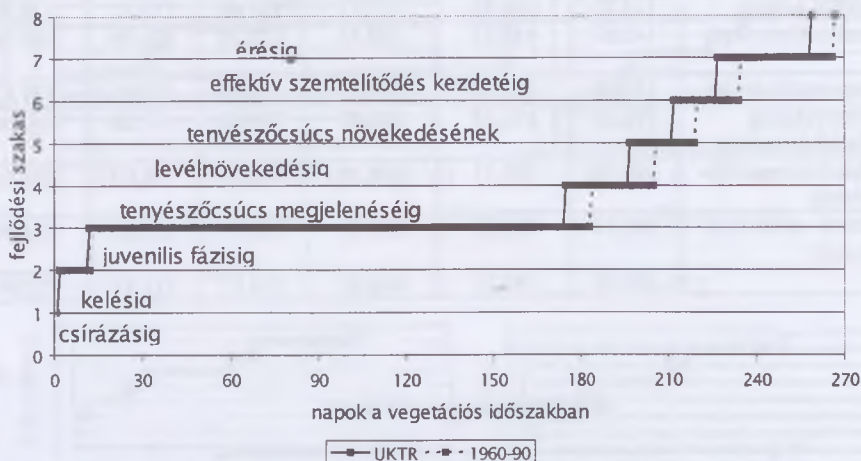 fejlődési szakas
8
7
6
5
4
3
2
1
0
érésig
effektív szemtelítődés kezdetéig
tenyészőcsúcs növekedésének
levélnövekedésig
tenyészőcsúcs megjelenéséig
juvenilis fázisig
kelésig
csírázásig
0 30 60 90 120 150 180 210 240 270
napok a vegetációs időszakban
UKTR 1960-90